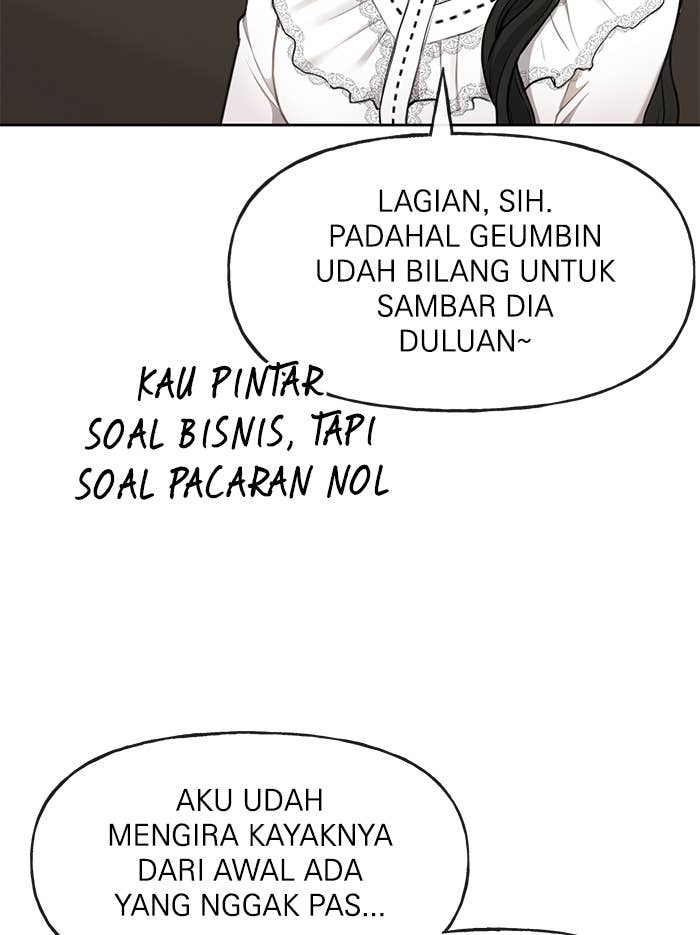 LAGIAN, SIH.
PADAHAL GEUMBIN
UDAH BILANG UNTUK
SAMBAR DIA
DULUAN~
KAU PINTAR
SOAL BISNIS, TAPI
SOAL PACARAN NOL
AKU UDAH
MENGIRA KAYAKNYA
DARI AWAL ADA
YANG NGGAK PAS...